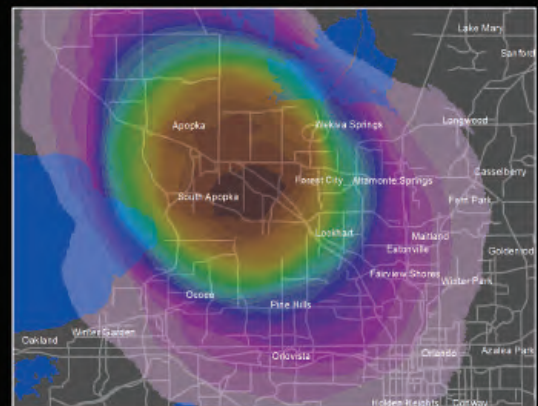 Lake Mary
Sanford
Apopka
Wekiva Springs
Longwood
Casselberry
Forest City
Altamonte Springs
South Apopka
Fern Park
Lockhart
Maitland
Eatonville
Goldenrod
Fairview Shores
Winter Park
Ocoee
Pine Hills
Winter Garden
Oakland
Orlovista
Orlando
Azalea Park
Holden Heights
Conway